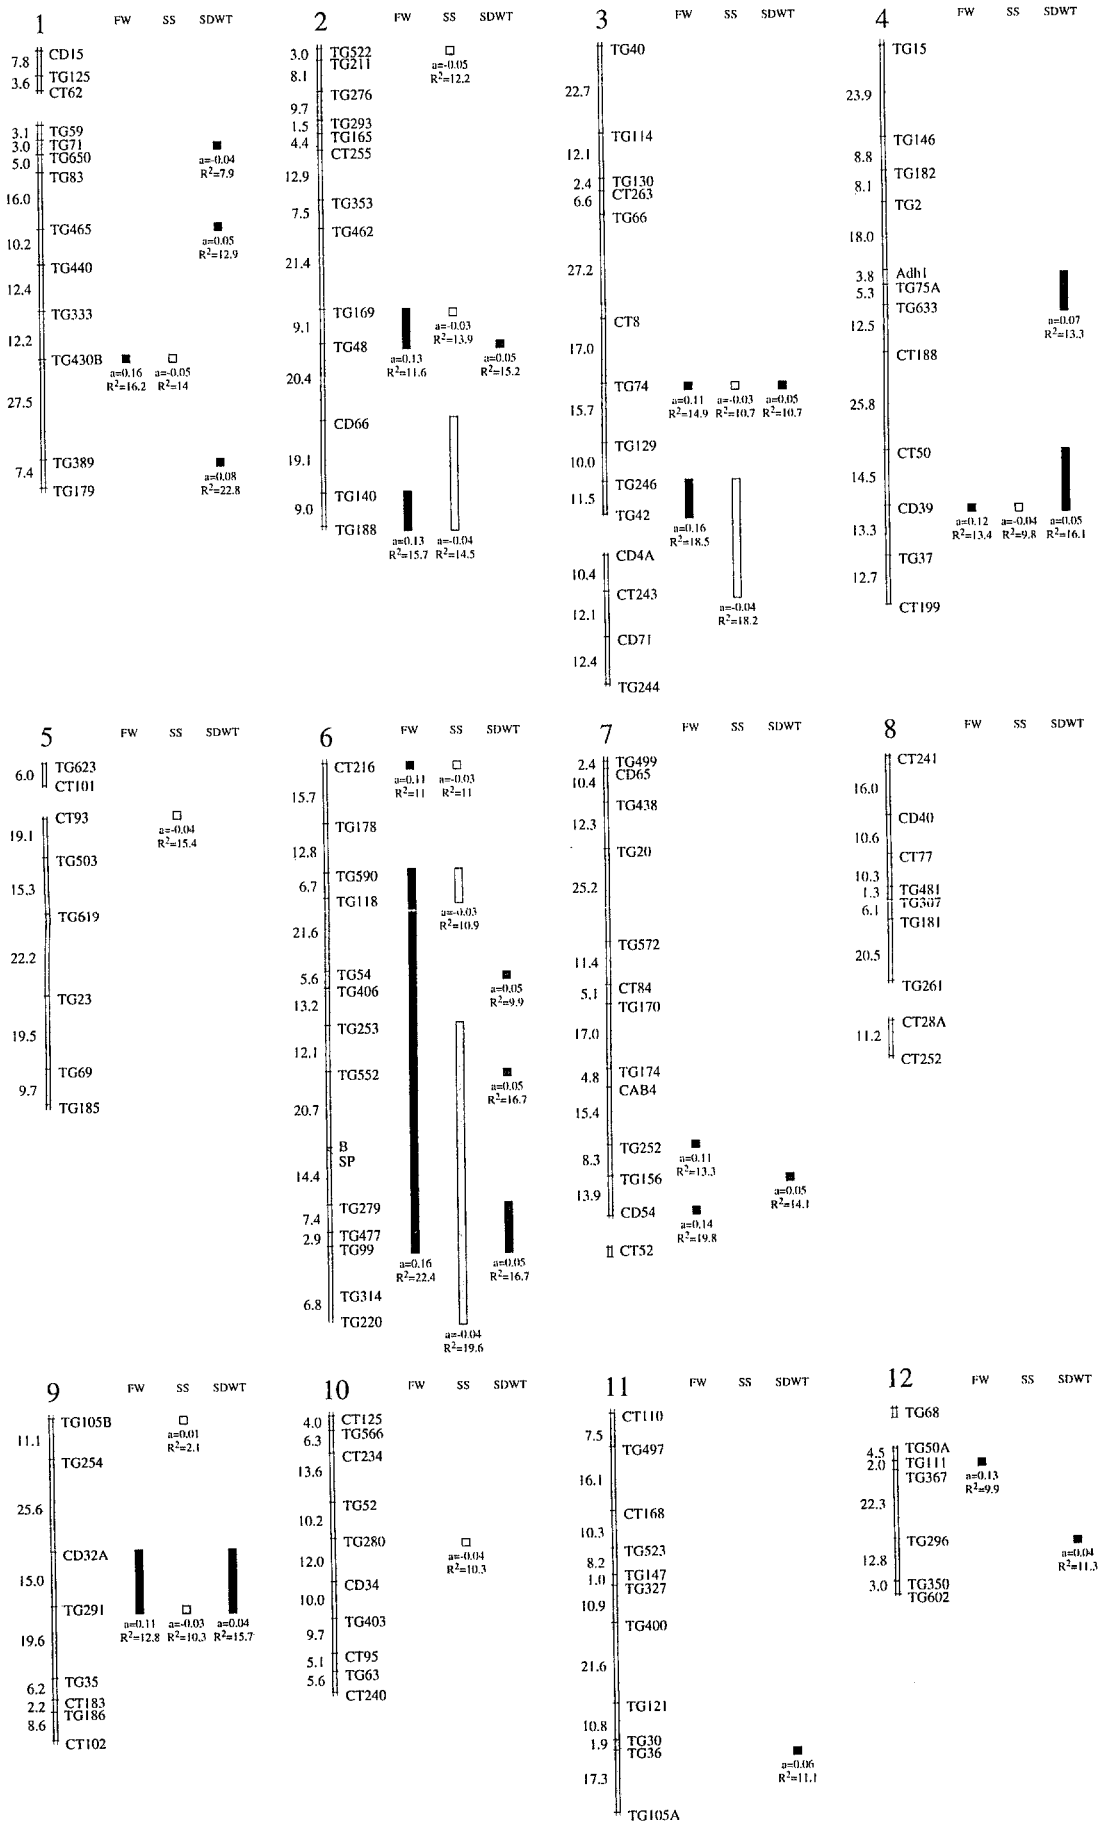 1 FW SS SDWT
7.8 CD15
3.6 TG125
CT62
3.1 TG59
3.0 TG71
5.0 TG650
a=-0.04
R²=7.9
16.0 TG83
10.2 TG465
a=0.05
R²=12.9
12.4 TG440
12.2 TG333
27.5 TG430B
a=0.16 a=-0.05
R²=16.2 R²=14
7.4 TG389
a=0.08
TG179 R²=22.8
2 FW SS SDWT
3.0 TG522
8.1 TG211
a=-0.05
R²=12.2
9.7 TG276
1.5 TG293
4.4 TG165
12.9 CT255
7.5 TG353
21.4 TG462
9.1 TG169
a=-0.03
R²=13.9
20.4 TG48
a=0.13 a=0.05
R²=11.6 R²=15.2
19.1 CD66
9.0 TG140
TG188
a=0.13 a=-0.04
R²=15.7 R²=14.5
3 FW SS SDWT
22.7 TG40
12.1 TG114
2.4 TG130
6.6 CT263
27.2 TG66
17.0 CT8
15.7 TG74
a=0.11 a=-0.03 a=0.05
R²=14.9 R²=10.7 R²=10.7
10.0 TG129
11.5 TG246
TG42
a=0.16
R²=18.5
10.4 CD4A
12.1 CT243
a=-0.04
R²=18.2
12.4 CD71
TG244
4 FW SS SDWT
23.9 TG15
8.8 TG146
8.1 TG182
18.0 TG2
3.8 Adh1
5.3 TG75A
12.5 TG633
a=0.07
R²=13.3
25.8 CT188
14.5 CT50
13.3 CD39
a=0.12 a=-0.04 a=0.05
R²=13.4 R²=9.8 R²=16.1
12.7 TG37
CT199
5 FW SS SDWT
6.0 TG623
CT101
19.1 CT93
a=-0.04
R²=15.4
15.3 TG503
22.2 TG619
19.5 TG23
9.7 TG69
TG185
6 FW SS SDWT
15.7 CT216
a=0.11 a=-0.03
R²=11 R²=11
12.8 TG178
6.7 TG590
21.6 TG118
a=-0.03
R²=10.9
5.6 TG54
13.2 TG406
a=0.05
R²=9.9
12.1 TG253
20.7 TG552
a=0.05
R²=16.7
B
14.4 SP
7.4 TG279
2.9 TG477
TG99
a=0.16 a=0.05
R²=22.4 R²=16.7
6.8 TG314
TG220
a=-0.04
R²=19.6
7 FW SS SDWT
2.4 TG499
10.4 CD65
12.3 TG438
25.2 TG20
11.4 TG572
5.1 CT84
17.0 TG170
4.8 TG174
15.4 CAB4
8.3 TG252
a=0.11
R²=13.3
13.9 TG156
a=0.05
R²=14.1
CD54
a=0.14
R²=19.8
CT52
8 FW SS SDWT
16.0 CT241
10.6 CD40
10.3 CT77
1.3 TG481
6.1 TG307
20.5 TG181
TG261
11.2 CT28A
CT252
9 FW SS SDWT
11.1 TG105B
a=0.01
R²=2.1
25.6 TG254
15.0 CD32A
19.6 TG291
a=0.11 a=-0.03 a=0.04
R²=12.8 R²=10.3 R²=15.7
6.2 TG35
2.2 CT183
8.6 TG186
CT102
10 FW SS SDWT
4.0 CT125
6.3 TG566
13.6 CT234
10.2 TG52
12.0 TG280
a=-0.04
R²=10.3
10.0 CD34
9.7 TG403
5.1 CT95
5.6 TG63
CT240
11 FW SS SDWT
7.5 CT110
16.1 TG497
10.3 CT168
8.2 TG523
1.0 TG147
10.9 TG327
21.6 TG400
10.8 TG121
1.9 TG30
17.3 TG36
a=0.06
R²=11.1
TG105A
12 FW SS SDWT
TG68
4.5 TG50A
2.0 TG111
22.3 TG367
a=0.13
R²=9.9
12.8 TG296
a=0.04
R²=11.3
3.0 TG350
TG602